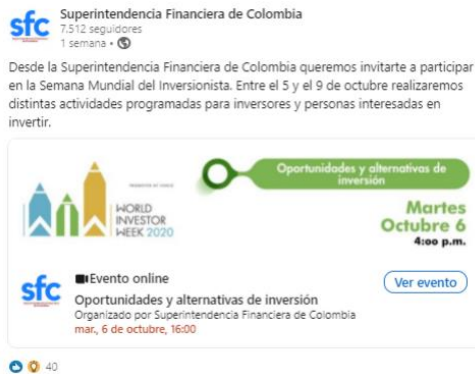 sfc
Superintendencia Financiera de Colombia
7.512 seguidores
1 semana •
Desde la Superintendencia Financiera de Colombia queremos invitarte a participar
en la Semana Mundial del Inversionista. Entre el 5 y el 9 de octubre realizaremos
distintas actividades programadas para inversores y personas interesadas en
invertir.
WORLD
INVESTOR
WEEK 2020
Oportunidades y alternativas de
inversión
Martes
Octubre 6
4:00 p.m.
sfc
Evento online
Oportunidades y alternativas de inversión
Organizado por Superintendencia Financiera de Colombia
mar., 6 de octubre, 16:00
Ver evento
40